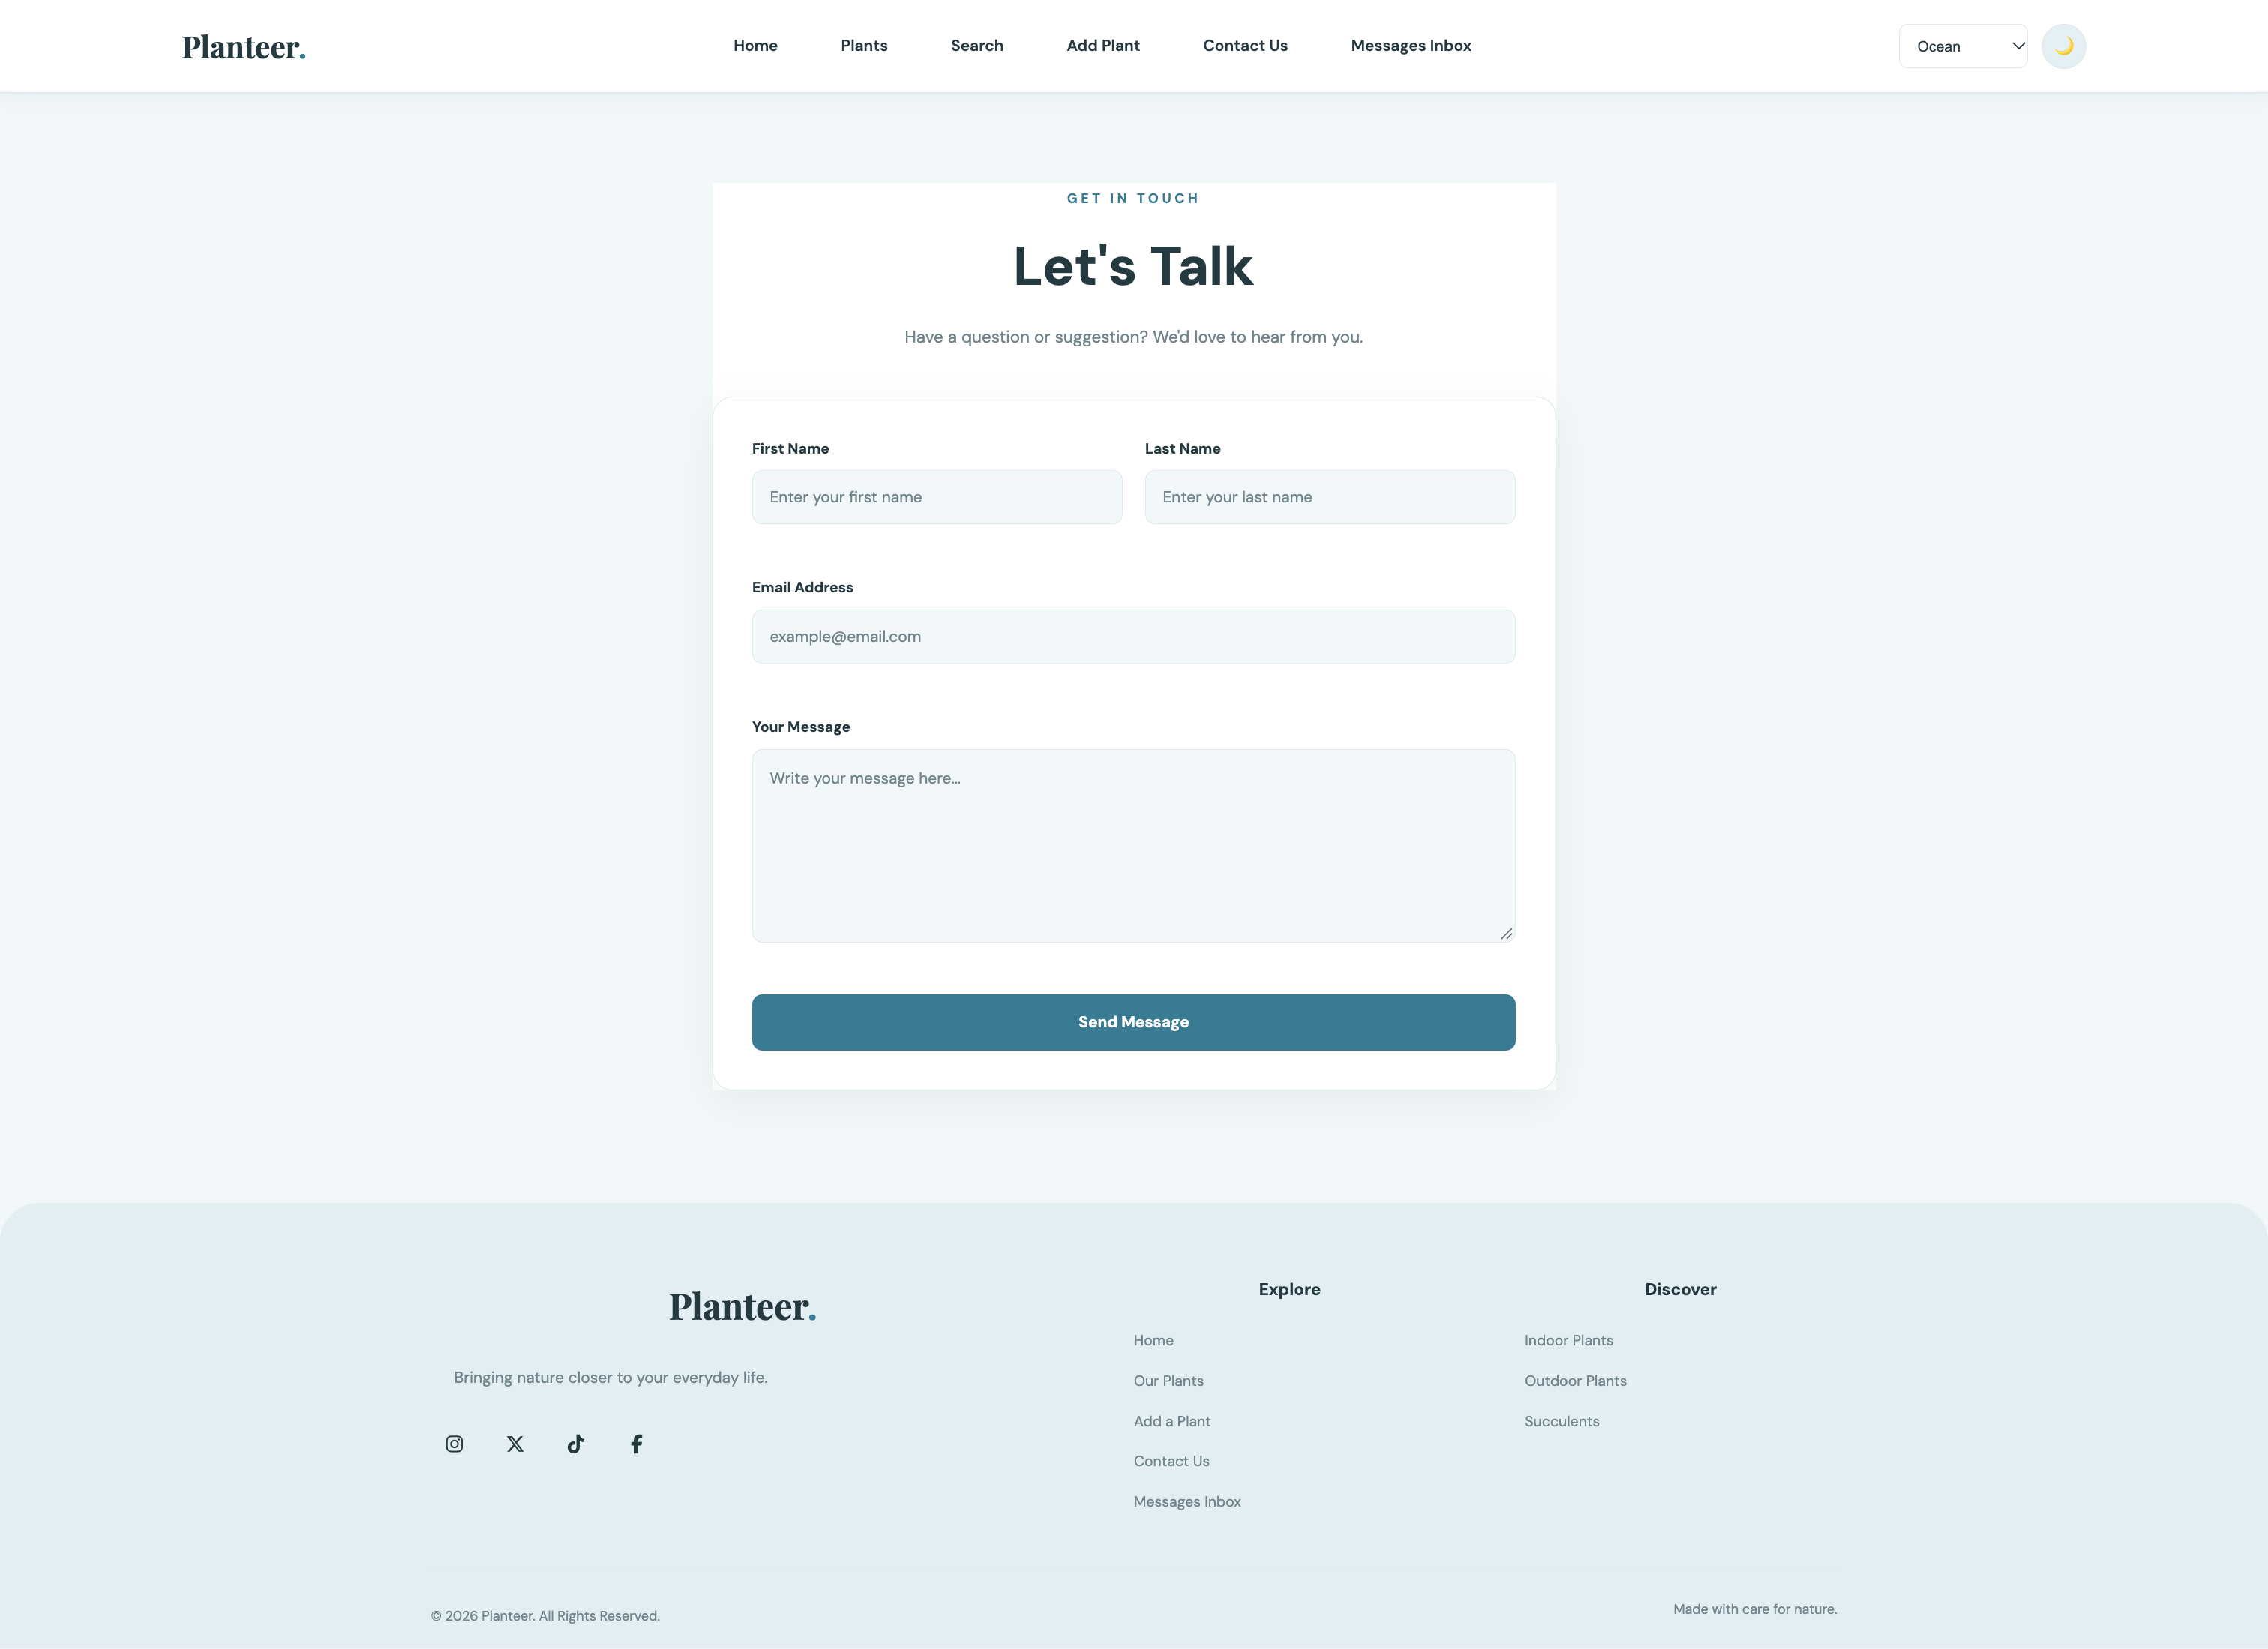 Planteer.
Home Plants Search Add Plant Contact Us Messages Inbox
Ocean
GET IN TOUCH
Let's Talk
Have a question or suggestion? We'd love to hear from you.
First Name Last Name
Enter your first name Enter your last name
Email Address
example@email.com
Your Message
Write your message here...
Send Message
Planteer.
Bringing nature closer to your everyday life.
Explore
Home
Our Plants
Add a Plant
Contact Us
Messages Inbox
Discover
Indoor Plants
Outdoor Plants
Succulents
© 2026 Planteer. All Rights Reserved.
Made with care for nature.